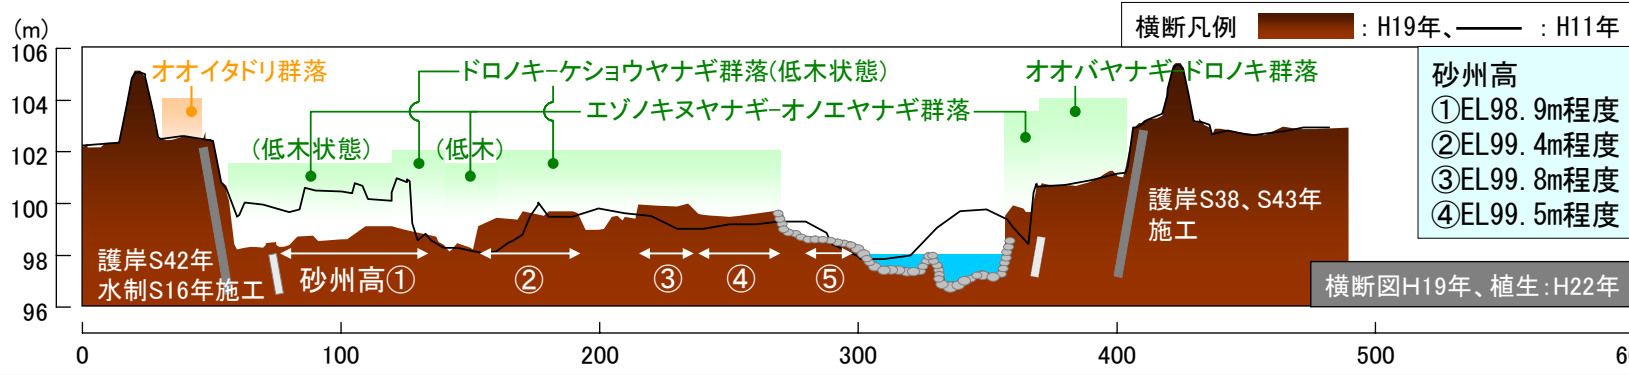 (m)
横断凡例 : H19年、 : H11年
106
104
102
100
98
96
オオイタドリ群落
ドロノキ-ケショウヤナギ群落(低木状態)
オオバヤナギ-ドロノキ群落
エゾノキヌヤナギ-オノエヤナギ群落
(低木状態)
(低木)
砂州高
①EL98.9m程度
②EL99.4m程度
③EL99.8m程度
④EL99.5m程度
護岸S42年
水制S16年施工
砂州高①
②
③
④
⑤
護岸S38、S43年
施工
横断図H19年、植生:H22年
0
100
200
300
400
500